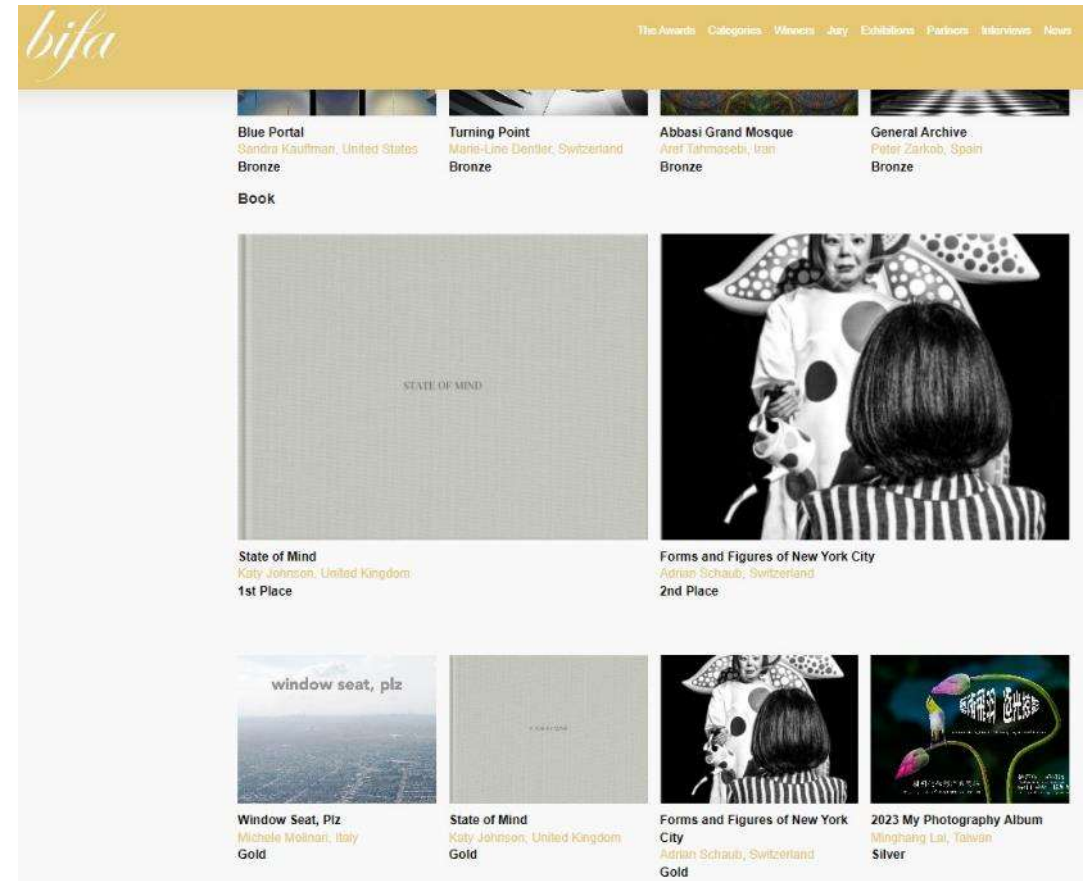 bifa
The Awards Categories Winners Jury Exhibitions Partners Interviews News
Blue Portal
Sandra Kauffman, United States
Bronze
Turning Point
Marie-Line Dentler, Switzerland
Bronze
Abbasi Grand Mosque
Aref Tahmasebi, Iran
Bronze
General Archive
Peter Zarkob, Spain
Bronze
Book
STATE OF MIND
State of Mind
Katy Johnson, United Kingdom
1st Place
Forms and Figures of New York City
Adrian Schaub, Switzerland
2nd Place
window seat, plz
Window Seat, Plz
Michele Molinari, Italy
Gold
State of Mind
Katy Johnson, United Kingdom
Gold
Forms and Figures of New York
City
Adrian Schaub, Switzerland
Gold
2023 My Photography Album
Minghang Lai, Taiwan
Silver